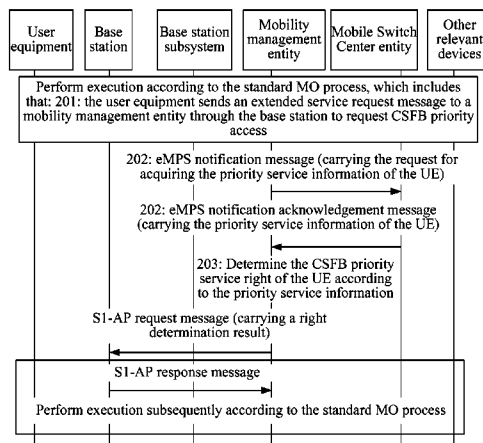 User equipment
Base station
Base station subsystem
Mobility management entity
Mobile Switch Center entity
Other relevant devices
Perform execution according to the standard MO process, which includes
that: 201: the user equipment sends an extended service request message to a
mobility management entity through the base station to request CSFB priority
access
202: eMPS notification message (carrying the request for
acquiring the priority service information of the UE)
202: eMPS notification acknowledgement message
(carrying the priority service information of the UE)
203: Determine the CSFB priority
service right of the UE according
to the priority service information
S1-AP request message (carrying a right
determination result)
S1-AP response message
Perform execution subsequently according to the standard MO process